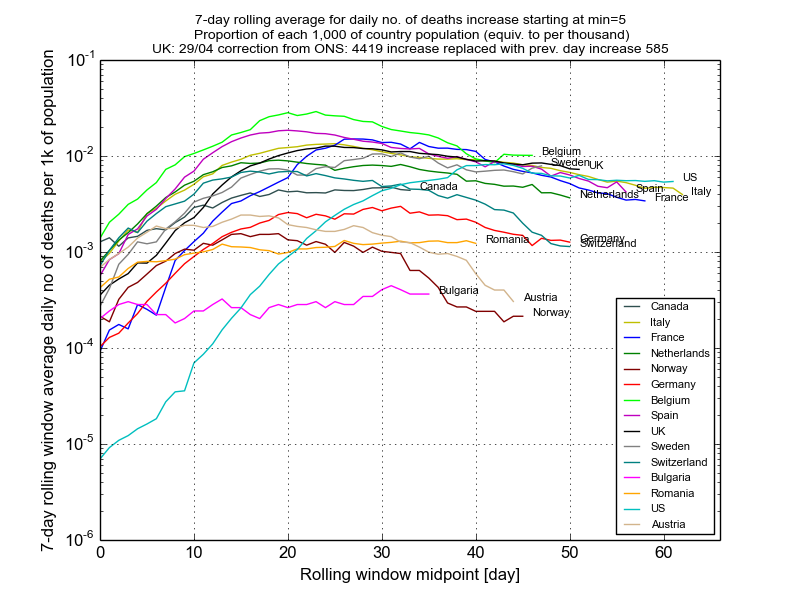 7-day rolling average for daily no. of deaths increase starting at min=5
Proportion of each 1,000 of country population (equiv. to per thousand)
UK: 29/04 correction from ONS: 4419 increase replaced with prev. day increase 585
7-day rolling window average daily no of deaths per 1k of population
10⁻¹
10⁻²
10⁻³
10⁻⁴
10⁻⁵
10⁻⁶
Belgium
Sweden
UK
US
Canada
Spain
Italy
Netherlands
France
Romania
Germany
Switzerland
Bulgaria
Austria
Norway
Canada
Italy
France
Netherlands
Norway
Germany
Belgium
Spain
UK
Sweden
Switzerland
Bulgaria
Romania
US
Austria
0 10 20 30 40 50 60
Rolling window midpoint [day]